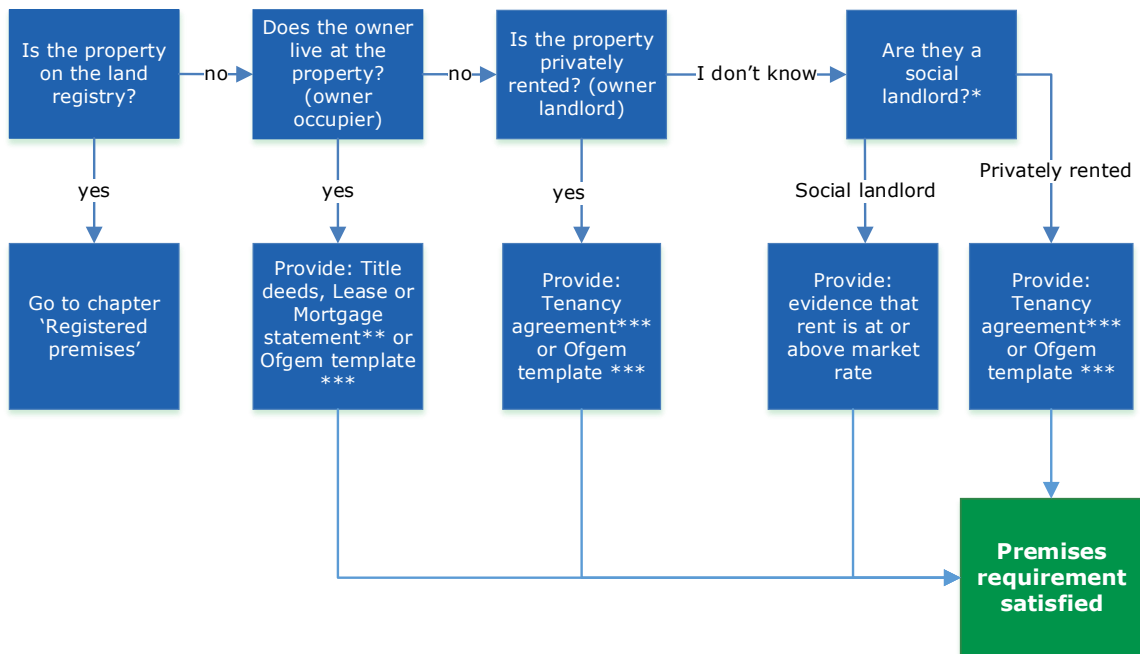 Is the property
on the land
registry?
no
Does the owner
live at the
property?
(owner
occupier)
no
Is the property
privately
rented? (owner
landlord)
I don't know
Are they a
social
landlord?*
yes
yes
yes
Social landlord
Privately rented
Go to chapter
‘Registered
premises’
Provide: Title
deeds, Lease or
Mortgage
statement** or
Ofgem template
***
Provide:
Tenancy
agreement***
or Ofgem
template ***
Provide:
evidence that
rent is at or
above market
rate
Provide:
Tenancy
agreement***
or Ofgem
template ***
Premises
requirement
satisfied